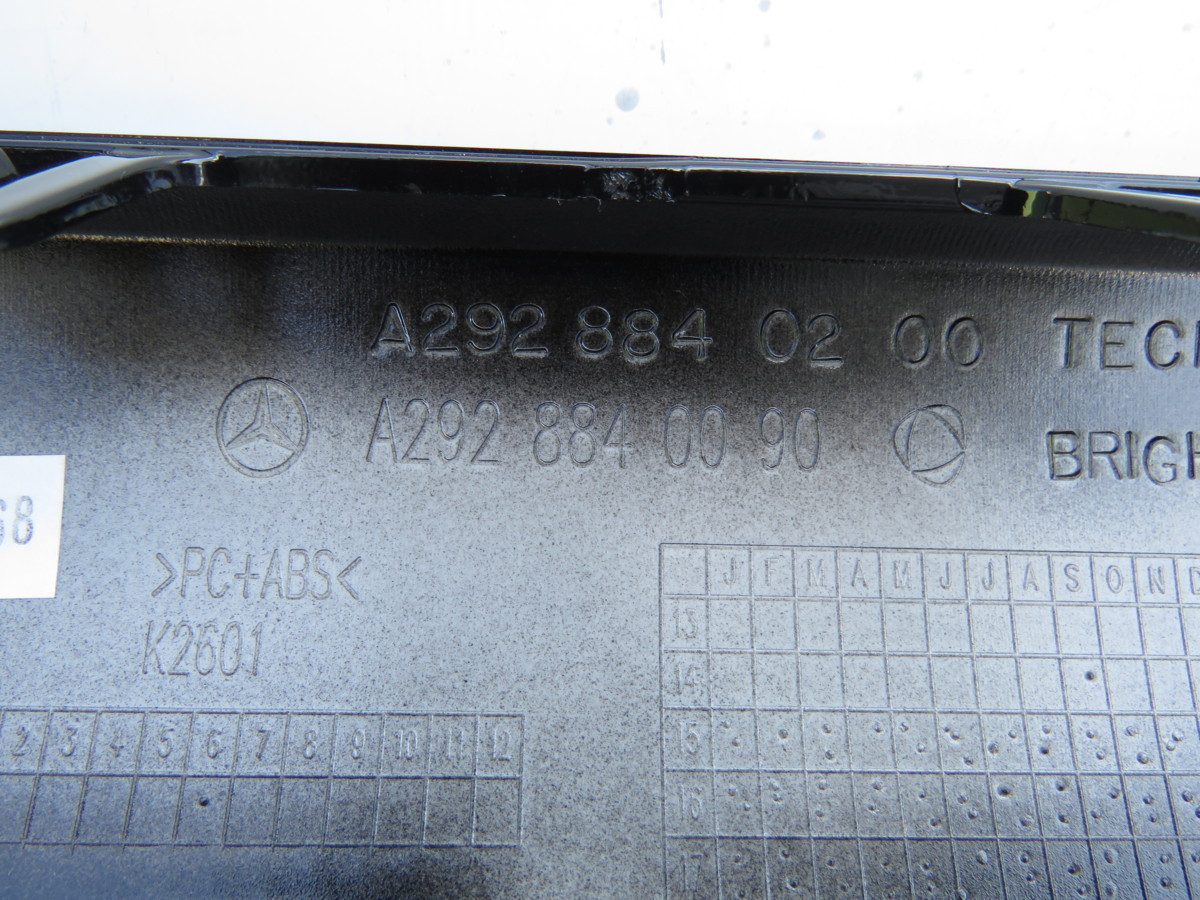 A292 884 02 00 TECH
A292 884 00 90 BRIGH
68
>PC+ABS<
K2601
J F M A M J J A S O N D
13
14
15
16
17
2 3 4 5 6 7 8 9 10 11 12